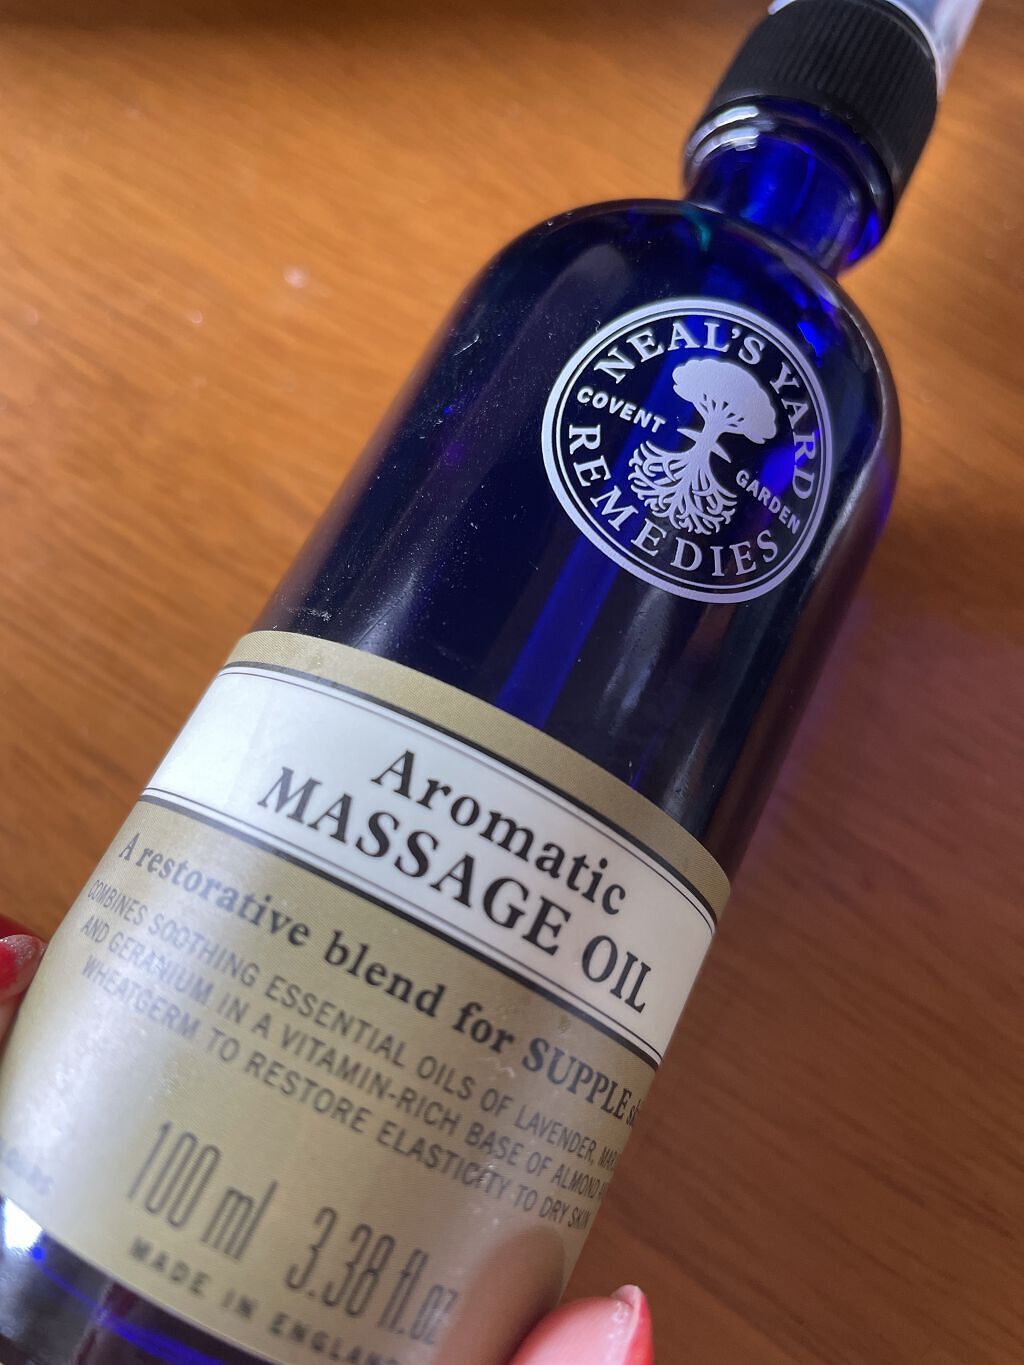 NEAL'S YARD
COVENT GARDEN
REMEDIES
Aromatic
MASSAGE OIL
A restorative blend for SUPPLE
COMBINES SOOTHING ESSENTIAL OILS OF LAVENDER,
AND GERANIUM IN A VITAMIN-RICH BASE OF ALMOND
WHEATGERM TO RESTORE ELASTICITY TO DRY SKIN
100 ml 3.38 fl.oz
MADE IN ENGLAND